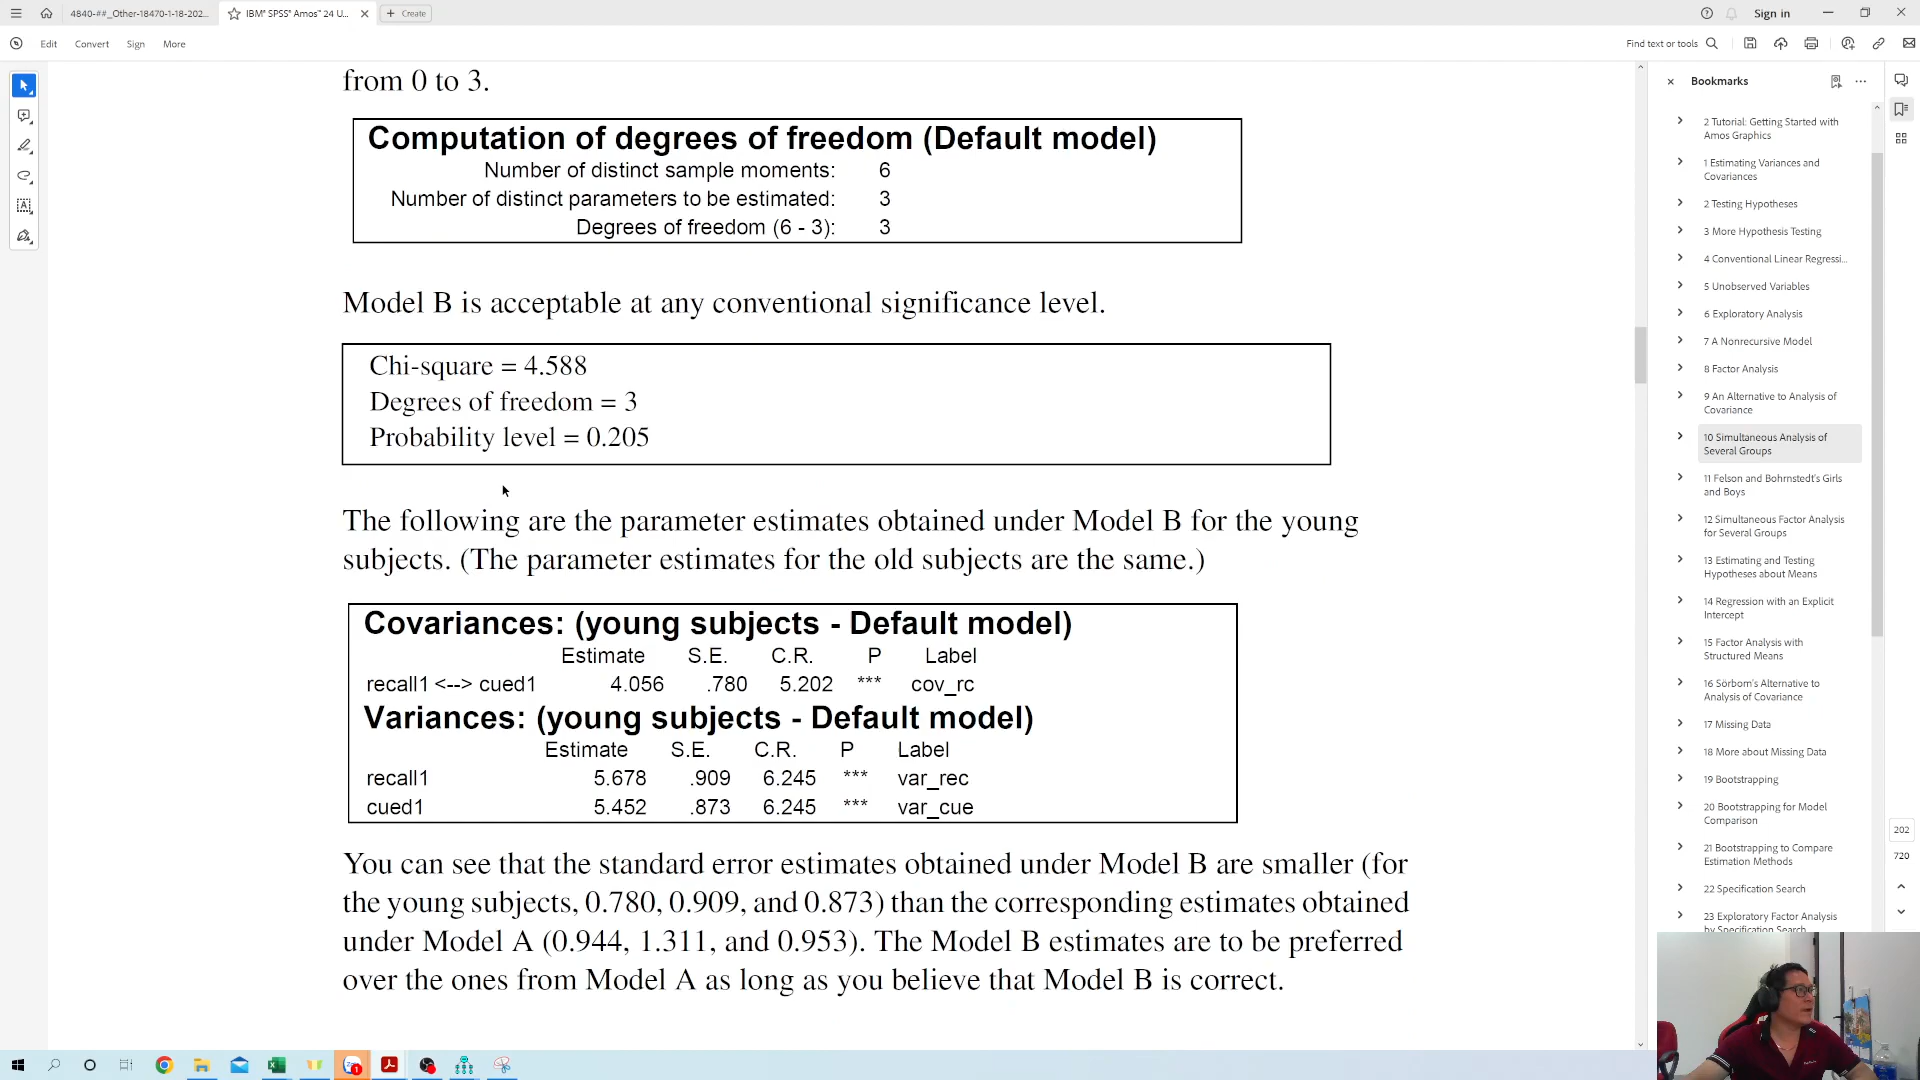 4840-##_Other-18470-1-18-202...
IBM® SPSS® Amos™ 24 U...
Create
Sign in
Edit
Convert
Sign
More
Find text or tools
from 0 to 3.
Computation of degrees of freedom (Default model)
Number of distinct sample moments: 6
Number of distinct parameters to be estimated: 3
Degrees of freedom (6 - 3): 3
Model B is acceptable at any conventional significance level.
Chi-square = 4.588
Degrees of freedom = 3
Probability level = 0.205
The following are the parameter estimates obtained under Model B for the young
subjects. (The parameter estimates for the old subjects are the same.)
Covariances: (young subjects - Default model)
Estimate S.E. C.R. P Label
recall1 <--> cued1 4.056 .780 5.202 *** cov_rc
Variances: (young subjects - Default model)
Estimate S.E. C.R. P Label
recall1 5.678 .909 6.245 *** var_rec
cued1 5.452 .873 6.245 *** var_cue
You can see that the standard error estimates obtained under Model B are smaller (for
the young subjects, 0.780, 0.909, and 0.873) than the corresponding estimates obtained
under Model A (0.944, 1.311, and 0.953). The Model B estimates are to be preferred
over the ones from Model A as long as you believe that Model B is correct.
Bookmarks
2 Tutorial: Getting Started with
Amos Graphics
1 Estimating Variances and
Covariances
2 Testing Hypotheses
3 More Hypothesis Testing
4 Conventional Linear Regressi...
5 Unobserved Variables
6 Exploratory Analysis
7 A Nonrecursive Model
8 Factor Analysis
9 An Alternative to Analysis of
Covariance
10 Simultaneous Analysis of
Several Groups
11 Felson and Bohrnstedt's Girls
and Boys
12 Simultaneous Factor Analysis
for Several Groups
13 Estimating and Testing
Hypotheses about Means
14 Regression with an Explicit
Intercept
15 Factor Analysis with
Structured Means
16 Sörbom's Alternative to
Analysis of Covariance
17 Missing Data
18 More about Missing Data
19 Bootstrapping
20 Bootstrapping for Model
Comparison
21 Bootstrapping to Compare
Estimation Methods
22 Specification Search
23 Exploratory Factor Analysis
by Specification Search
202
720